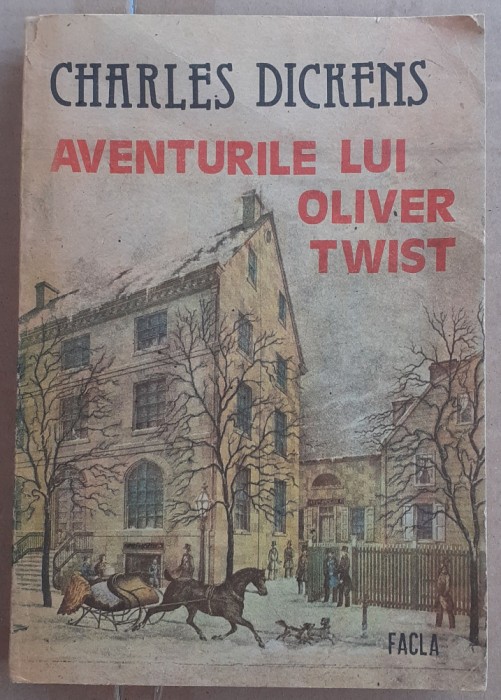 CHARLES DICKENS
AVENTURILE LUI
OLIVER
TWIST
FACLA